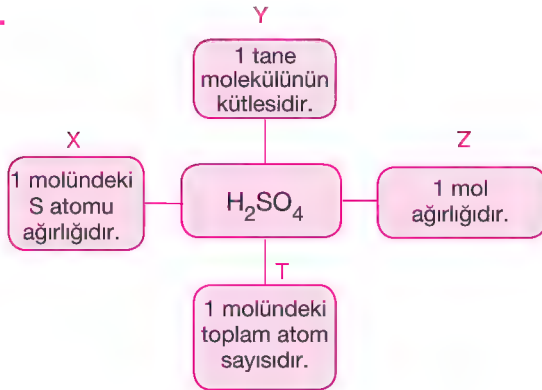 Y
1 tane
molekülünün
kütlesidir.
X
1 molündeki
S atomu
ağırlığıdır.
H₂SO₄
Z
1 mol
ağırlığıdır.
T
1 molündeki
toplam atom
sayısıdır.